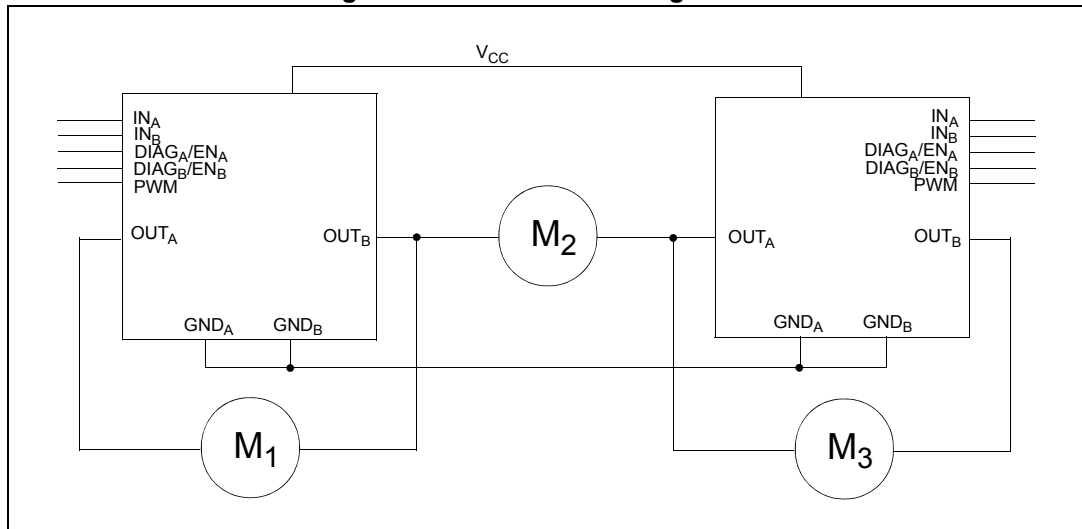 V_CC
IN_A
IN_B
DIAG_A/EN_A
DIAG_B/EN_B
PWM
OUT_A
OUT_B
GND_A GND_B
M_1
M_2
IN_A
IN_B
DIAG_A/EN_A
DIAG_B/EN_B
PWM
OUT_A
OUT_B
GND_A GND_B
M_3